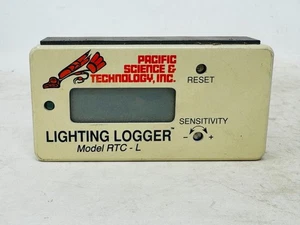 PACIFIC
SCIENCE &
TECHNOLOGY, INC.
RESET
SENSITIVITY
- +
LIGHTING LOGGER™
Model RTC - L